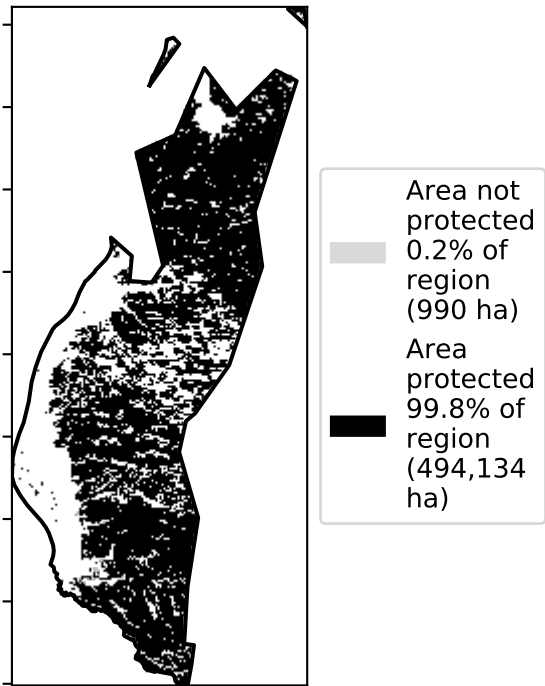 Area not
protected
0.2% of
region
(990 ha)
Area
protected
99.8% of
region
(494,134
ha)